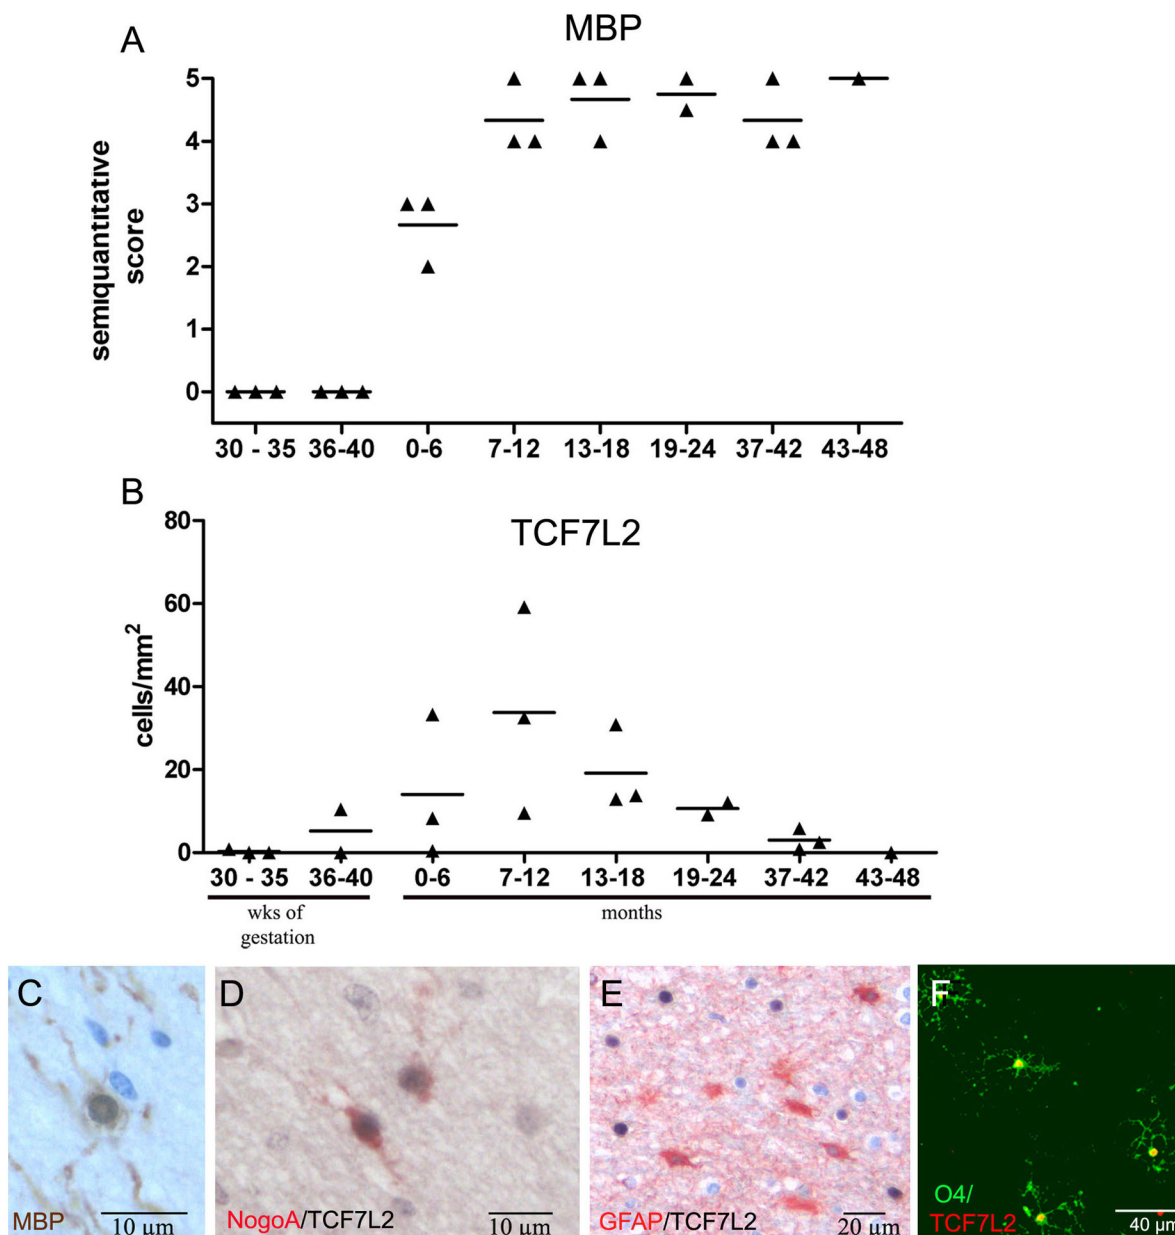 A
MBP
semiquantitative
score
5
4
3
2
1
0
30 - 35 36-40 0-6 7-12 13-18 19-24 37-42 43-48
B
TCF7L2
cells/mm2
80
60
40
20
0
30 - 35 36-40 0-6 7-12 13-18 19-24 37-42 43-48
wks of
gestation
months
C
MBP
10 µm
D
NogoA/TCF7L2
10 µm
E
GFAP/TCF7L2
20 µm
F
O4/
TCF7L2
40 µm